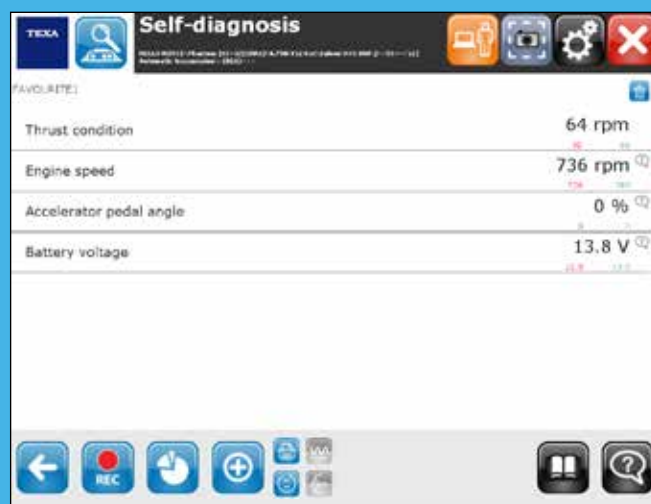 TEXA
Self-diagnosis
FAVOURITE1
Thrust condition
64 rpm
Engine speed
736 rpm
Accelerator pedal angle
0 %
Battery voltage
13.8 V
REC